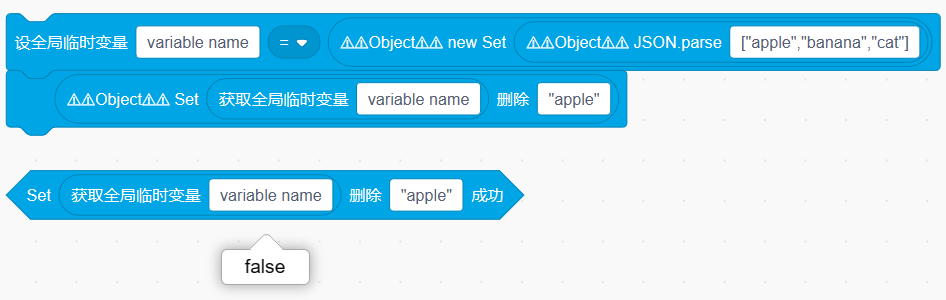 设全局临时变量 variable name = ⚠⚠Object⚠⚠ new Set ⚠⚠Object⚠⚠ JSON.parse ["apple","banana","cat"]
⚠⚠Object⚠⚠ Set 获取全局临时变量 variable name 删除 "apple"
Set 获取全局临时变量 variable name 删除 "apple" 成功
false